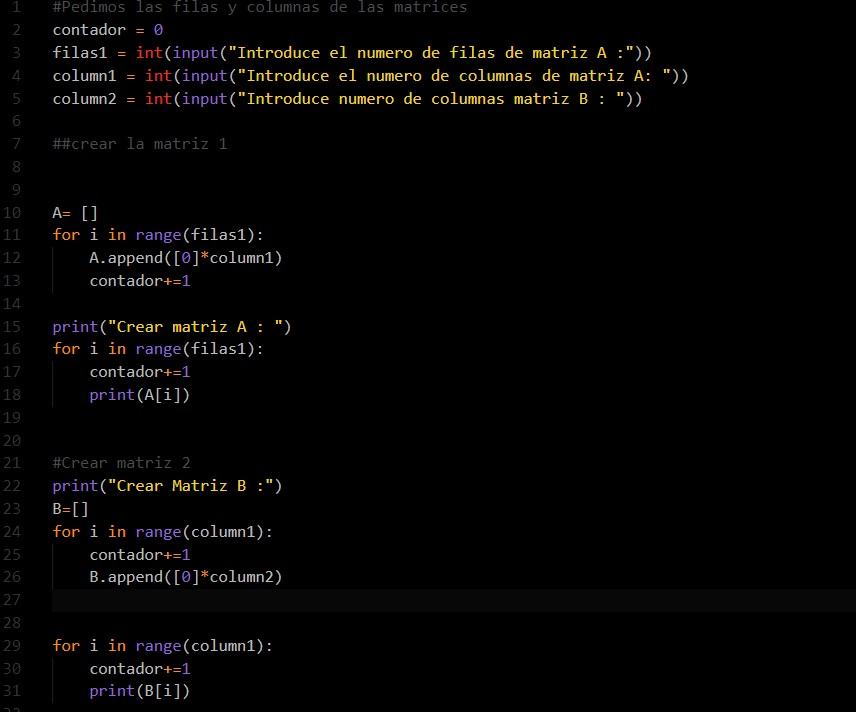 1 #Pedimos las filas y columnas de las matrices
2 contador = 0
3 filas1 = int(input("Introduce el numero de filas de matriz A :"))
4 column1 = int(input("Introduce el numero de columnas de matriz A: "))
5 column2 = int(input("Introduce numero de columnas matriz B : "))
6
7 ##crear la matriz 1
8
9
10 A= []
11 for i in range(filas1):
12     A.append([0]*column1)
13     contador+=1
14
15 print("Crear matriz A : ")
16 for i in range(filas1):
17     contador+=1
18     print(A[i])
19
20
21 #Crear matriz 2
22 print("Crear Matriz B :")
23 B=[]
24 for i in range(column1):
25     contador+=1
26     B.append([0]*column2)
27
28
29 for i in range(column1):
30     contador+=1
31     print(B[i])